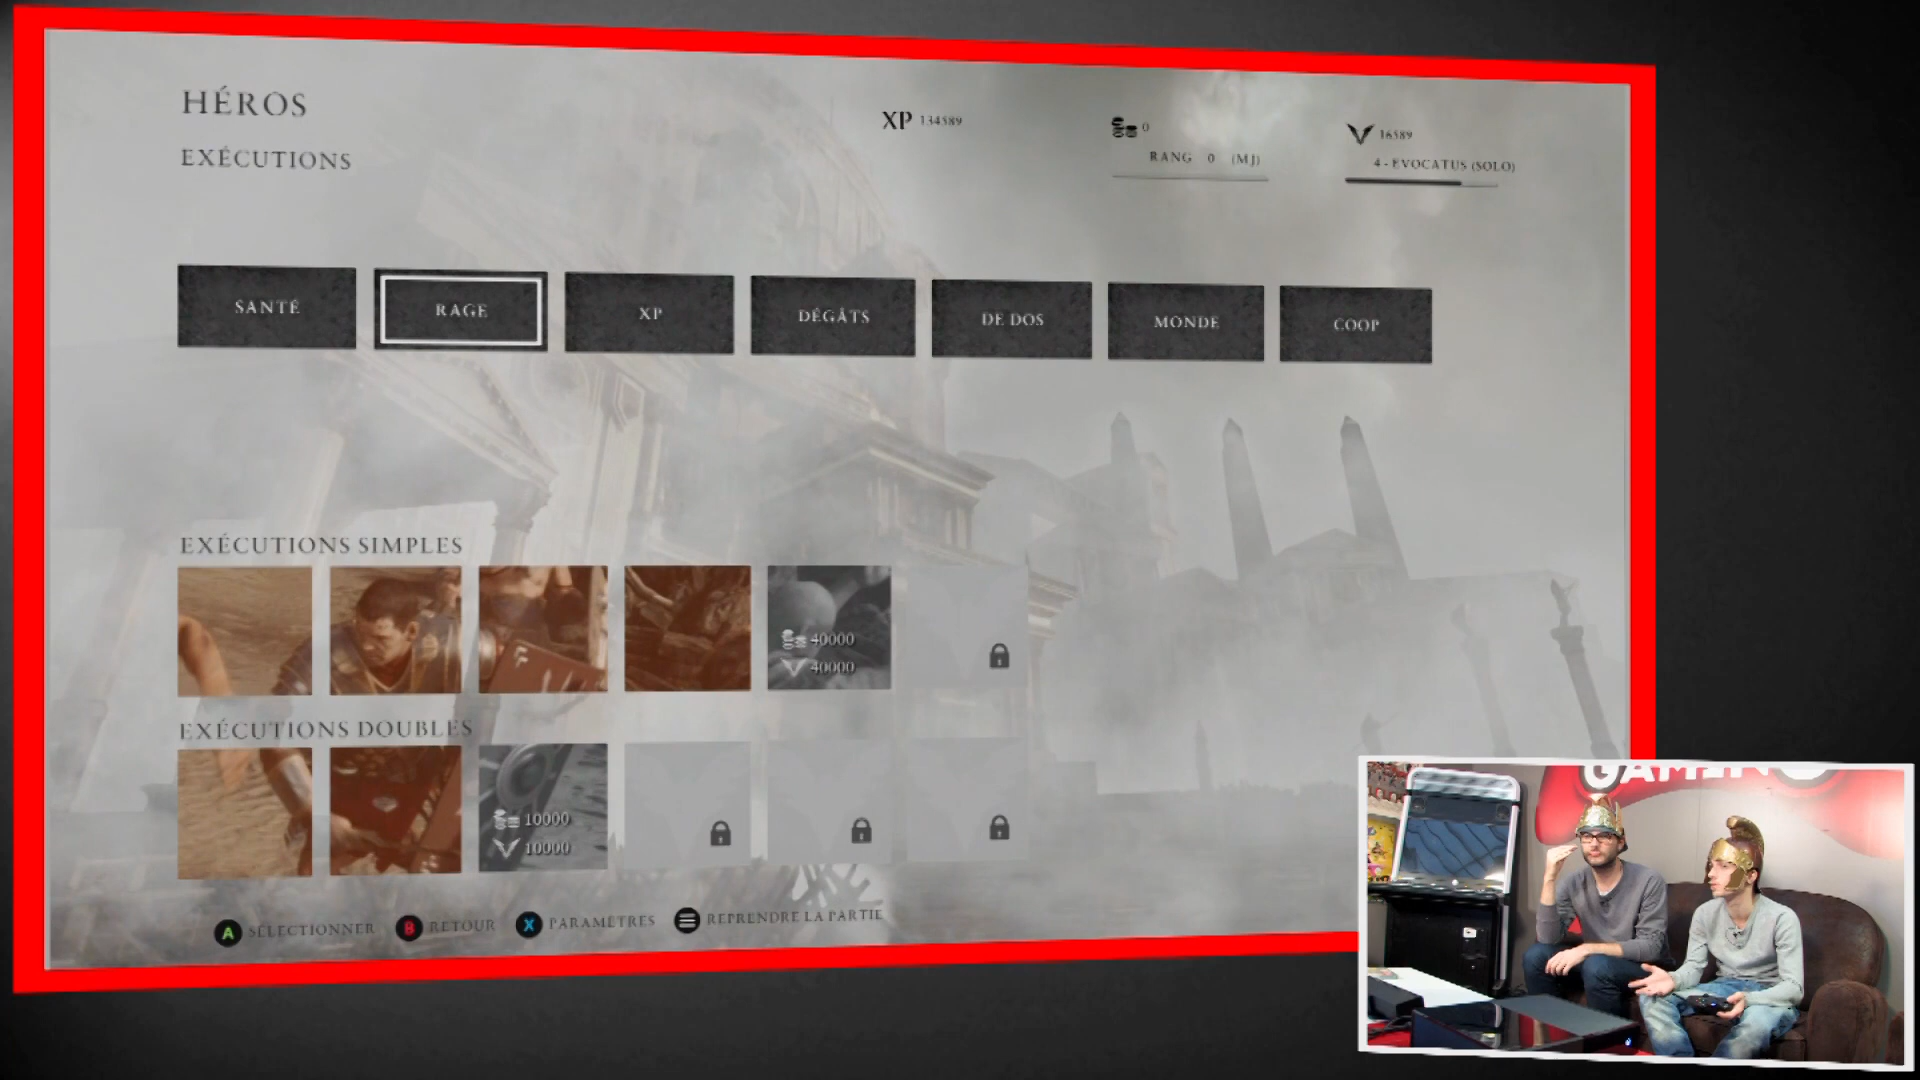 HÉROS
EXÉCUTIONS
XP 134589
0
RANG 0 (MJ)
16589
4 - EVOCATUS (SOLO)
SANTÉ
RAGE
XP
DÉGÂTS
DE DOS
MONDE
COOP
EXÉCUTIONS SIMPLES
40000
40000
EXÉCUTIONS DOUBLES
10000
10000
A SÉLECTIONNER B RETOUR X PARAMÈTRES REPRENDRE LA PARTIE
GAMING